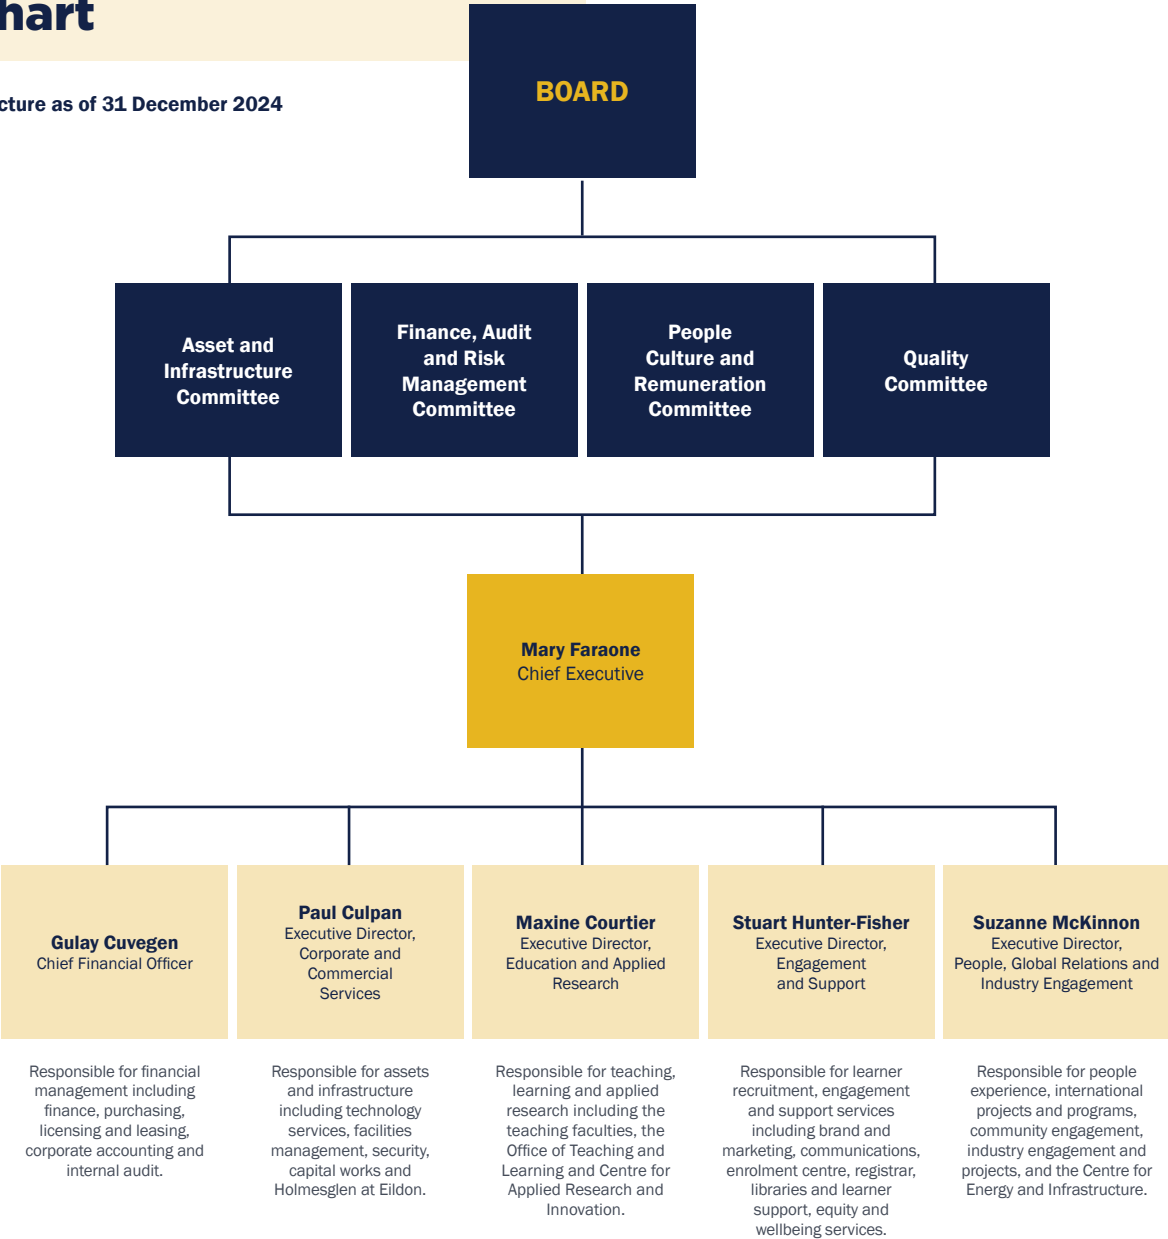 hart
cture as of 31 December 2024
BOARD
Asset and
Infrastructure
Committee
Finance, Audit
and Risk
Management
Committee
People
Culture and
Remuneration
Committee
Quality
Committee
Mary Faraone
Chief Executive
Gulay Cuvegen
Chief Financial Officer
Paul Culpan
Executive Director,
Corporate and
Commercial
Services
Maxine Courtier
Executive Director,
Education and Applied
Research
Stuart Hunter-Fisher
Executive Director,
Engagement
and Support
Suzanne McKinnon
Executive Director,
People, Global Relations and
Industry Engagement
Responsible for financial
management including
finance, purchasing,
licensing and leasing,
corporate accounting and
internal audit.
Responsible for assets
and infrastructure
including technology
services, facilities
management, security,
capital works and
Holmesglen at Eildon.
Responsible for teaching,
learning and applied
research including the
teaching faculties, the
Office of Teaching and
Learning and Centre for
Applied Research and
Innovation.
Responsible for learner
recruitment, engagement
and support services
including brand and
marketing, communications,
enrolment centre, registrar,
libraries and learner
support, equity and
wellbeing services.
Responsible for people
experience, international
projects and programs,
community engagement,
industry engagement and
projects, and the Centre for
Energy and Infrastructure.